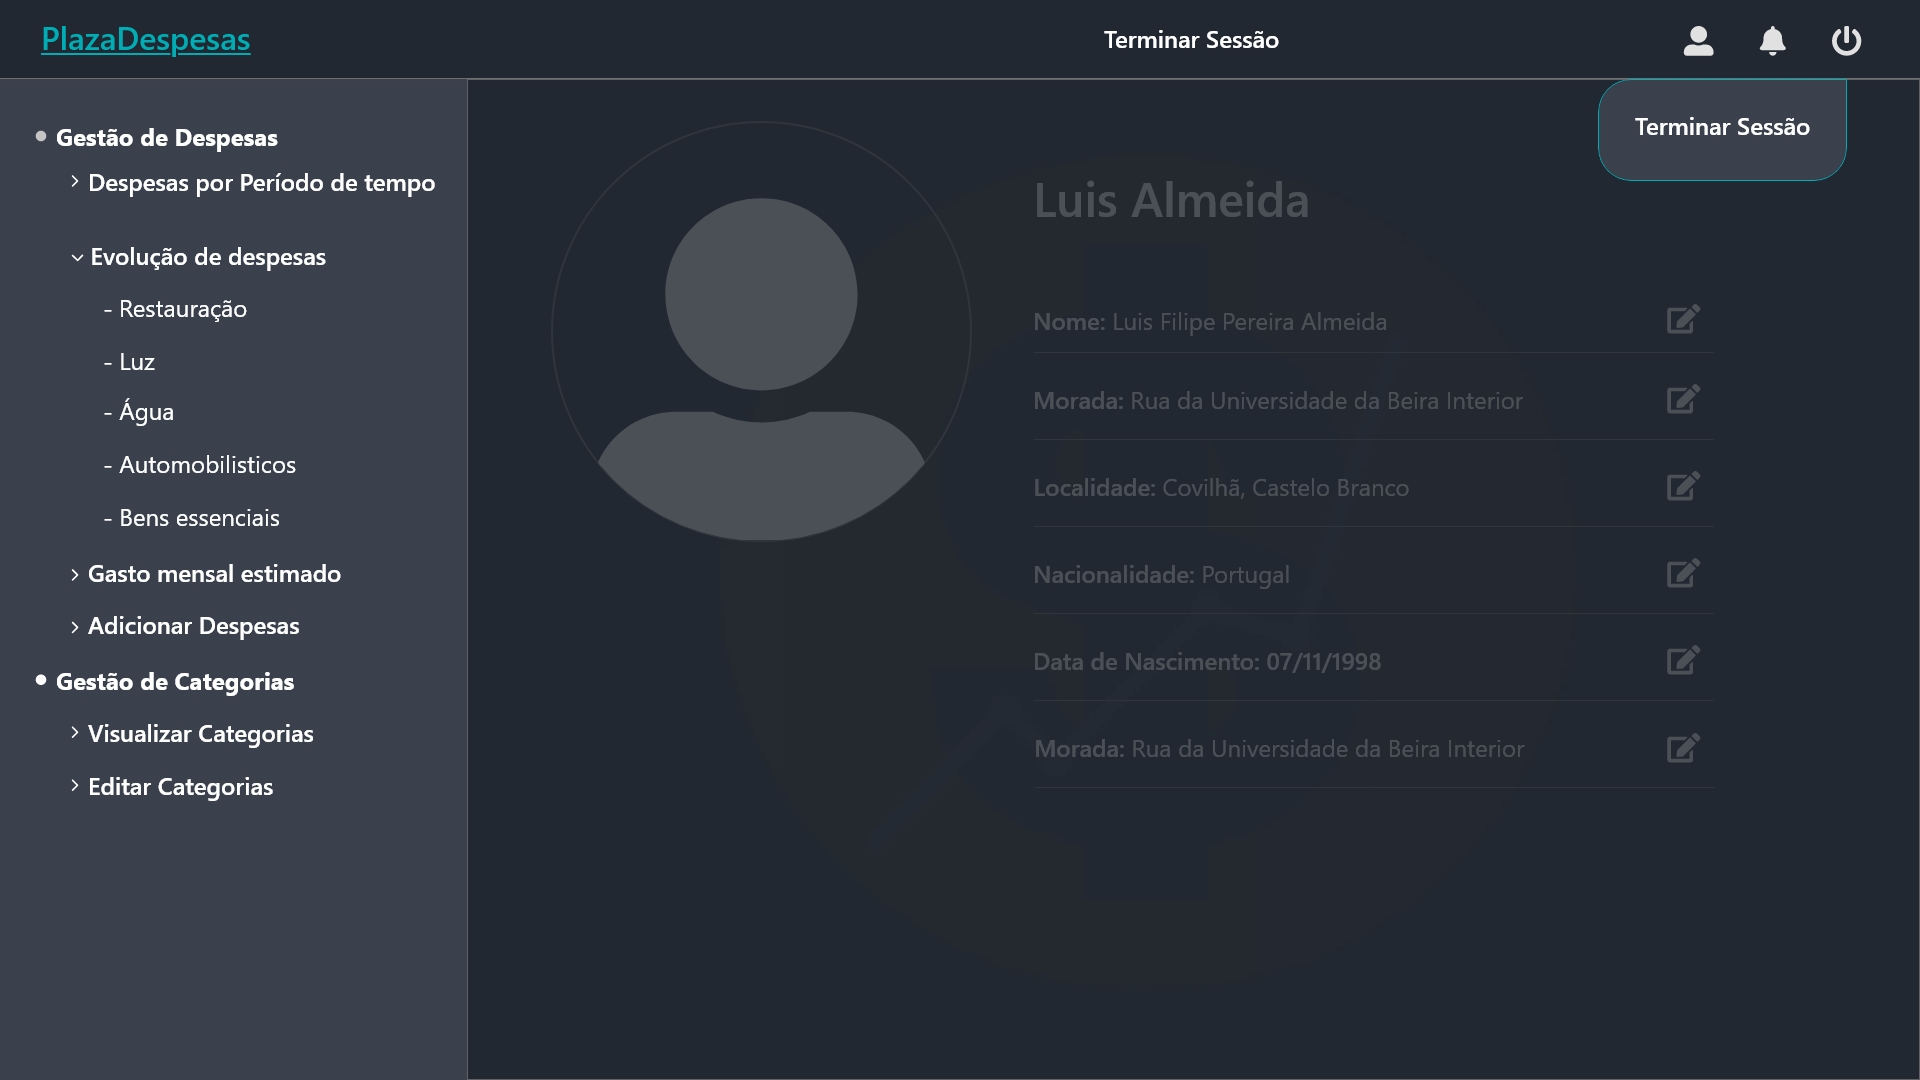 PlazaDespesas
Terminar Sessão
Gestão de Despesas
Despesas por Período de tempo
Evolução de despesas
- Restauração
- Luz
- Água
- Automobilisticos
- Bens essenciais
Gasto mensal estimado
Adicionar Despesas
Gestão de Categorias
Visualizar Categorias
Editar Categorias
Terminar Sessão
Luis Almeida
Nome: Luis Filipe Pereira Almeida
Morada: Rua da Universidade da Beira Interior
Localidade: Covilhã, Castelo Branco
Nacionalidade: Portugal
Data de Nascimento: 07/11/1998
Morada: Rua da Universidade da Beira Interior